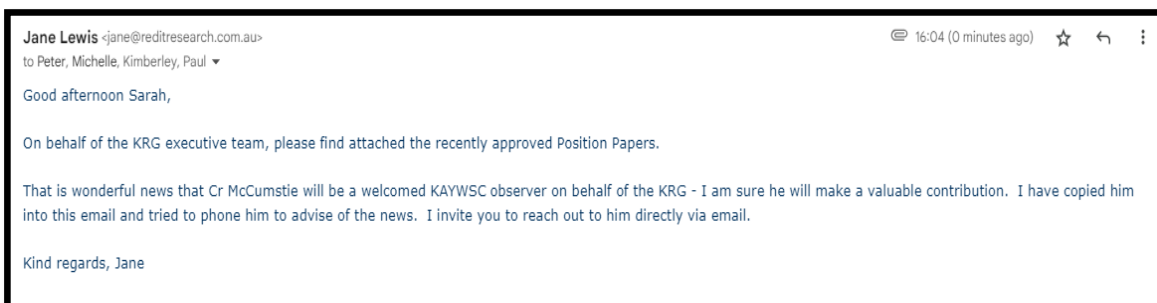 Jane Lewis <jane@reditresearch.com.au> 16:04 (0 minutes ago)
to Peter, Michelle, Kimberley, Paul
Good afternoon Sarah,
On behalf of the KRG executive team, please find attached the recently approved Position Papers.
That is wonderful news that Cr McCumstie will be a welcomed KAYWSC observer on behalf of the KRG - I am sure he will make a valuable contribution. I have copied him
into this email and tried to phone him to advise of the news. I invite you to reach out to him directly via email.
Kind regards, Jane